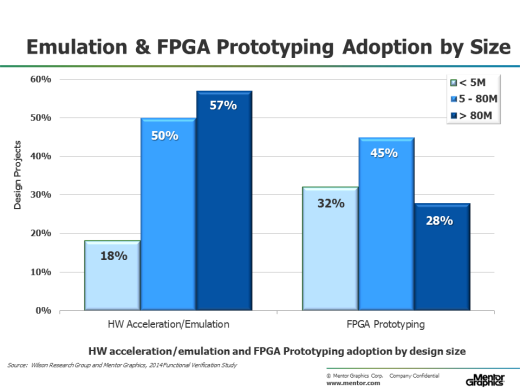 Emulation & FPGA Prototyping Adoption by Size
60%
50%
40%
30%
20%
10%
0%
Design Projects
< 5M
5 - 80M
> 80M
18%
50%
57%
32%
45%
28%
HW Acceleration/Emulation
FPGA Prototyping
HW acceleration/emulation and FPGA Prototyping adoption by design size
Source: Wilson Research Group and Mentor Graphics, 2014 Functional Verification Study
© Mentor Graphics Corp. Company Confidential
www.mentor.com
Mentor
Graphics